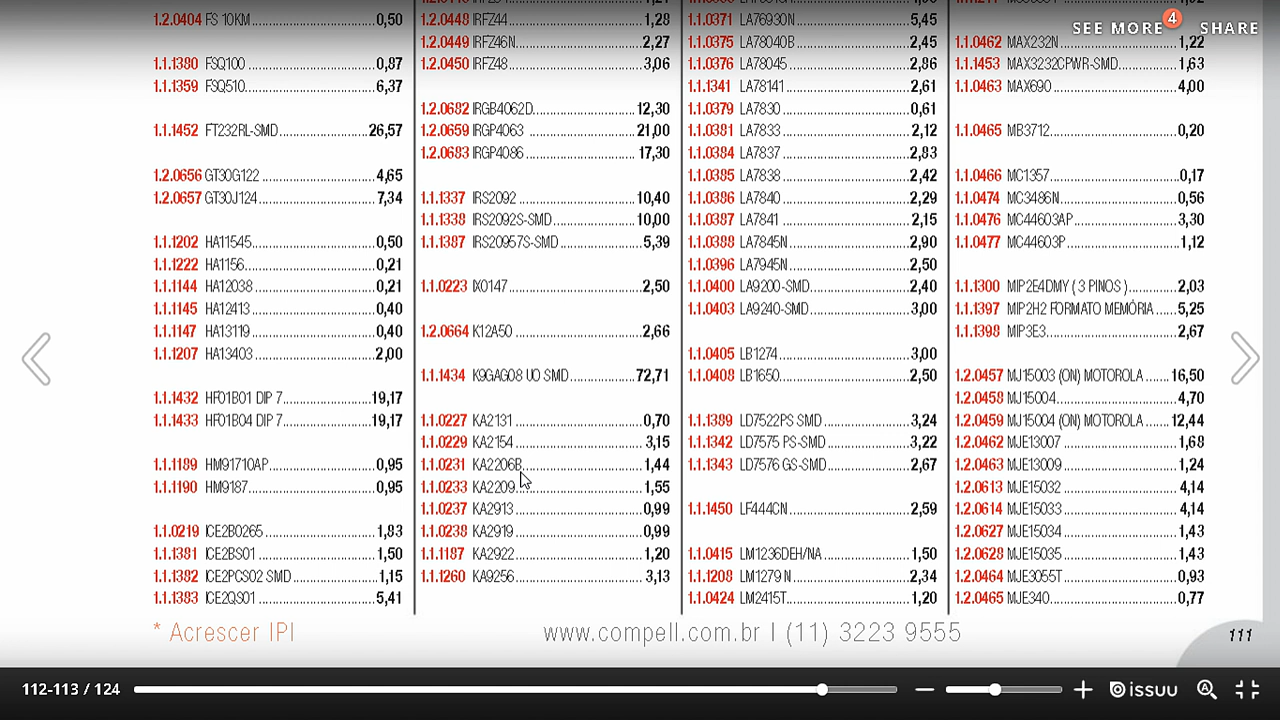 SEE MORE 4 SHARE
1.2.0404 FS 10KM 0,50
1.1.1380 FSQ100 0,87
1.1.1359 FSQ510 6,37
1.1.1452 FT232RL-SMD 26,57
1.2.0656 GT30G122 4,65
1.2.0657 GT30J124 7,34
1.1.1202 HA11545 0,50
1.1.1222 HA1156 0,21
1.1.1144 HA12038 0,21
1.1.1145 HA12413 0,40
1.1.1147 HA13119 0,40
1.1.1207 HA13403 2,00
1.1.1432 HF01B01 DIP 7 19,17
1.1.1433 HF01B04 DIP 7 19,17
1.1.1189 HM91710AP 0,95
1.1.1190 HM9187 0,95
1.1.0219 ICE2B0265 1,83
1.1.1381 ICE2BS01 1,50
1.1.1382 ICE2PCS02 SMD 1,15
1.1.1383 ICE2QS01 5,41
1.2.0448 IRFZ44 1,28
1.2.0449 IRFZ46N 2,27
1.2.0450 IRFZ48 3,06
1.2.0682 IRGB4062D 12,30
1.2.0659 IRGP4063 21,00
1.2.0683 IRGP4086 17,30
1.1.1337 IRS2092 10,40
1.1.1338 IRS2092S-SMD 10,00
1.1.1387 IRS20957S-SMD 5,39
1.1.0223 IX0147 2,50
1.2.0664 K12A50 2,66
1.1.1434 K9GAG08 UO SMD 72,71
1.1.0227 KA2131 0,70
1.1.0229 KA2154 3,15
1.1.0231 KA2206B 1,44
1.1.0233 KA2209 1,55
1.1.0237 KA2913 0,99
1.1.0238 KA2919 0,99
1.1.1187 KA2922 1,20
1.1.1260 KA9256 3,13
1.1.0371 LA76930N 5,45
1.1.0375 LA78040B 2,45
1.1.0376 LA78045 2,86
1.1.1341 LA78141 2,61
1.1.0379 LA7830 0,61
1.1.0381 LA7833 2,12
1.1.0384 LA7837 2,83
1.1.0385 LA7838 2,42
1.1.0386 LA7840 2,29
1.1.0387 LA7841 2,15
1.1.0388 LA7845N 2,90
1.1.0396 LA7945N 2,50
1.1.0400 LA9200-SMD 2,40
1.1.0403 LA9240-SMD 3,00
1.1.0405 LB1274 3,00
1.1.0408 LB1650 2,50
1.1.1389 LD7522PS SMD 3,24
1.1.1342 LD7575 PS-SMD 3,22
1.1.1343 LD7576 GS-SMD 2,67
1.1.1450 LF444CN 2,59
1.1.0415 LM1236DEH/NA 1,50
1.1.1208 LM1279 N 2,34
1.1.0424 LM2415T 1,20
1.1.0462 MAX232N 1,22
1.1.1453 MAX3232CPWR-SMD 1,63
1.1.0463 MAX690 4,00
1.1.0465 MB3712 0,20
1.1.0466 MC1357 0,17
1.1.0474 MC3486N 0,56
1.1.0476 MC44603AP 3,30
1.1.0477 MC44603P 1,12
1.1.1300 MIP2E4DMY ( 3 PINOS ) 2,03
1.1.1397 MIP2H2 FORMATO MEMÓRIA 5,25
1.1.1398 MIP3E3 2,67
1.2.0457 MJ15003 (ON) MOTOROLA 16,50
1.2.0458 MJ15004 4,70
1.2.0459 MJ15004 (ON) MOTOROLA 12,44
1.2.0462 MJE13007 1,68
1.2.0463 MJE13009 1,24
1.2.0613 MJE15032 4,14
1.2.0614 MJE15033 4,14
1.2.0627 MJE15034 1,43
1.2.0628 MJE15035 1,43
1.2.0464 MJE3055T 0,93
1.2.0465 MJE340 0,77
* Acrescer IPI
www.compell.com.br | (11) 3223 9555
111
112-113 / 124
issuu